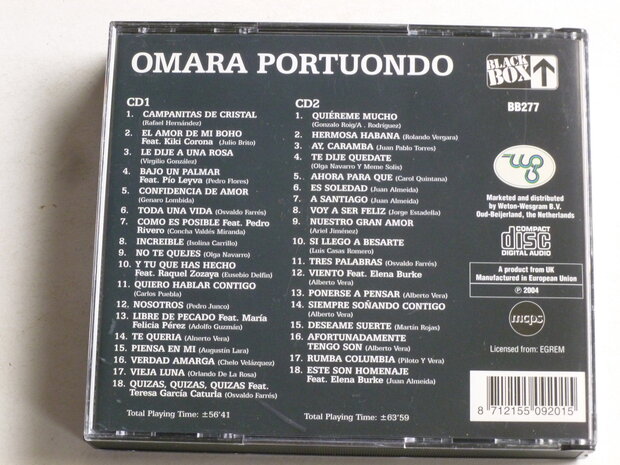 OMARA PORTUONDO
BLACK
BOX
BB277
CD1
1. CAMPANITAS DE CRISTAL
(Rafael Hernández)
2. EL AMOR DE MI BOHO
Feat. Kiki Corona (Julio Brito)
3. LE DIJE A UNA ROSA
(Virgilio González)
4. BAJO UN PALMAR
Feat. Pío Leyva (Pedro Flores)
5. CONFIDENCIA DE AMOR
(Genaro Lombida)
6. TODA UNA VIDA (Osvaldo Farrés)
7. COMO ES POSIBLE Feat. Pedro
Rivero (Concha Valdés Miranda)
8. INCREIBLE (Isolina Carrillo)
9. NO TE QUEJES (Olga Navarro)
10. Y TU QUE HAS HECHO
Feat. Raquel Zozaya (Eusebio Delfin)
11. QUIERO HABLAR CONTIGO
(Carlos Puebla)
12. NOSOTROS (Pedro Junco)
13. LIBRE DE PECADO Feat. María
Felicia Pérez (Adolfo Guzmán)
14. TE QUERIA (Alnerto Vera)
15. PIENSA EN MI (Augustín Lara)
16. VERDAD AMARGA (Chelo Velázquez)
17. VIEJA LUNA (Orlando De La Rosa)
18. QUIZAS, QUIZAS, QUIZAS Feat.
Teresa García Caturla (Osvaldo Farrés)
Total Playing Time: ±56'41
CD2
1. QUIÉREME MUCHO
(Gonzalo Roig/A . Rodríguez)
2. HERMOSA HABANA (Rolando Vergara)
3. AY, CARAMBA (Juan Pablo Torres)
4. TE DIJE QUEDATE
(Olga Navarro Y Meme Solis)
5. AHORA PARA QUE (Carol Quintana)
6. ES SOLEDAD (Juan Almeida)
7. A SANTIAGO (Juan Almeida)
8. VOY A SER FELIZ (Jorge Estadella)
9. NUESTRO GRAN AMOR
(Ariel Jiménez)
10. SI LLEGO A BESARTE
(Luis Casas Romero)
11. TRES PALABRAS (Osvaldo Farrés)
12. VIENTO Feat. Elena Burke
(Alberto Vera)
13. PONERSE A PENSAR (Alberto Vera)
14. SIEMPRE SOÑANDO CONTIGO
(Alberto Vera)
15. DESEAME SUERTE (Martín Rojas)
16. AFORTUNADAMENTE
TENGO SON (Alberto Vera)
17. RUMBA COLUMBIA (Piloto Y Vera)
18. ESTE SON HOMENAJE
Feat. Elena Burke (Juan Almeida)
Total Playing Time: ±63'59
Marketed and distributed
by Weton-Wesgram B.V.
Oud-Beijerland, the Netherlands
COMPACT
disc
DIGITAL AUDIO
A product from UK
Manufactured in European Union
℗ 2004
mcps
Licensed from: EGREM
8 712155 092015